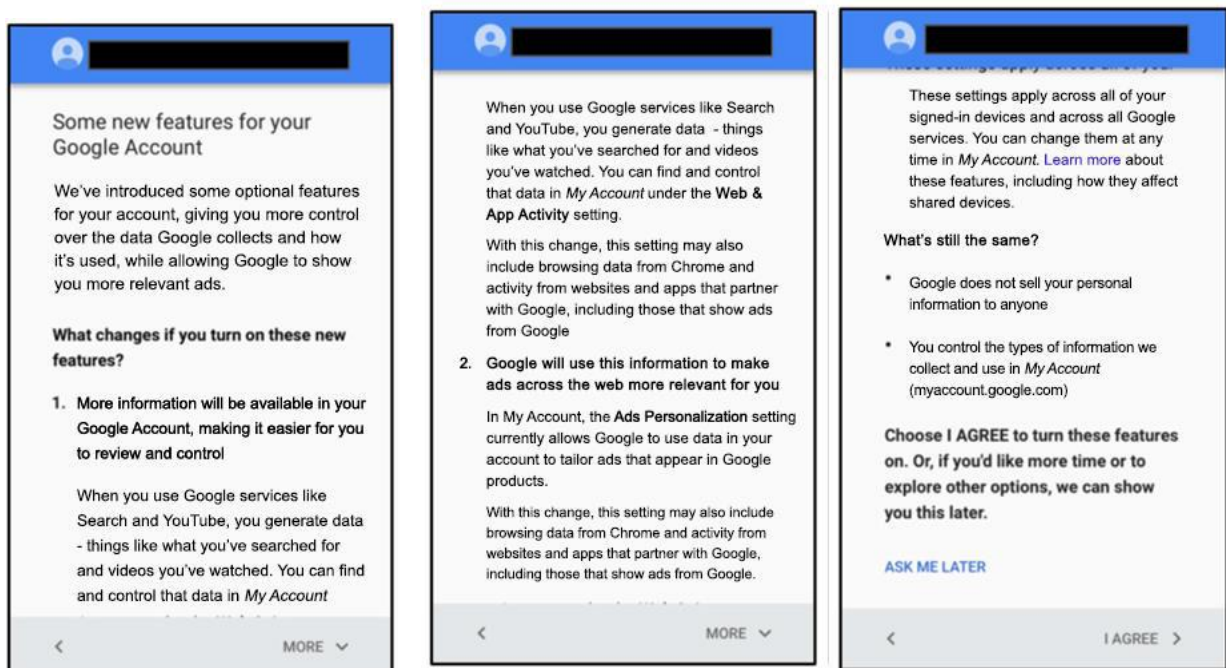 Some new features for your
Google Account
We've introduced some optional features
for your account, giving you more control
over the data Google collects and how
it's used, while allowing Google to show
you more relevant ads.
What changes if you turn on these new
features?
1. More information will be available in your
Google Account, making it easier for you
to review and control
When you use Google services like
Search and YouTube, you generate data
- things like what you've searched for
and videos you've watched. You can find
and control that data in My Account
MORE
When you use Google services like Search
and YouTube, you generate data - things
like what you've searched for and videos
you've watched. You can find and control
that data in My Account under the Web &
App Activity setting.
With this change, this setting may also
include browsing data from Chrome and
activity from websites and apps that partner
with Google, including those that show ads
from Google
2. Google will use this information to make
ads across the web more relevant for you
In My Account, the Ads Personalization setting
currently allows Google to use data in your
account to tailor ads that appear in Google
products.
With this change, this setting may also include
browsing data from Chrome and activity from
websites and apps that partner with Google,
including those that show ads from Google.
MORE
These settings apply across all of your
signed-in devices and across all Google
services. You can change them at any
time in My Account. Learn more about
these features, including how they affect
shared devices.
What's still the same?
* Google does not sell your personal
information to anyone
* You control the types of information we
collect and use in My Account
(myaccount.google.com)
Choose I AGREE to turn these features
on. Or, if you'd like more time or to
explore other options, we can show
you this later.
ASK ME LATER
I AGREE